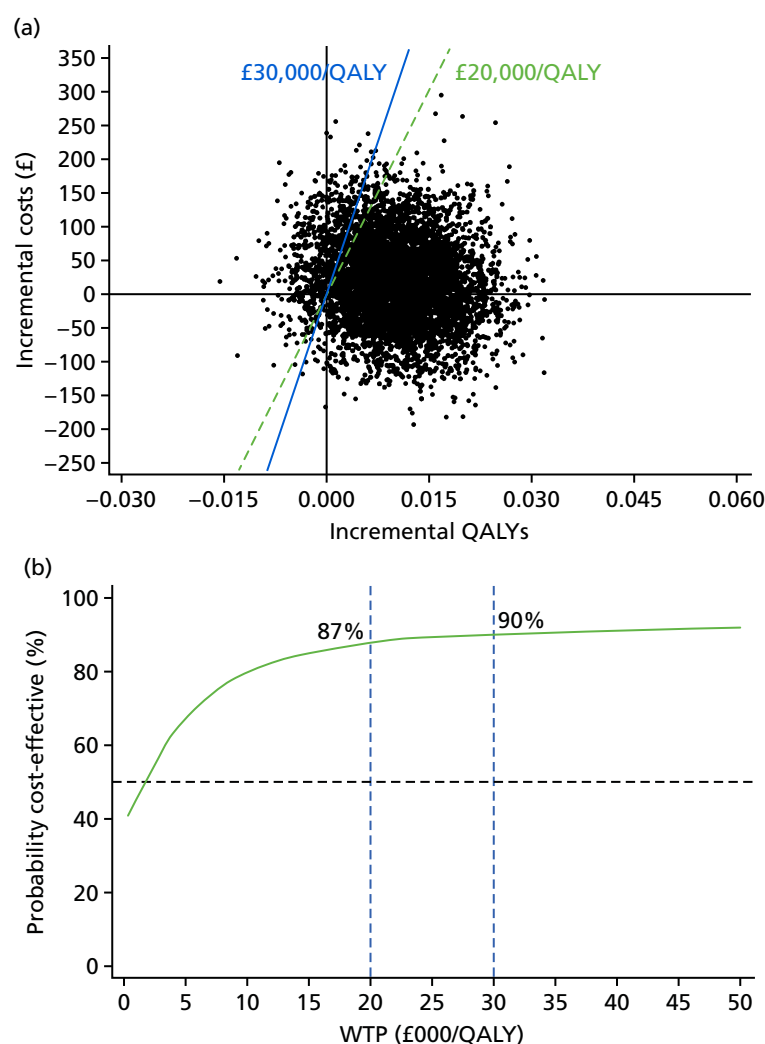 (a)
£30,000/QALY
£20,000/QALY
Incremental costs (£)
350
300
250
200
150
100
50
0
−50
−100
−150
−200
−250
−0.030 −0.015 0.000 0.015 0.030 0.045 0.060
Incremental QALYs
(b)
87%
90%
Probability cost-effective (%)
100
80
60
40
20
0
0 5 10 15 20 25 30 35 40 45 50
WTP (£000/QALY)